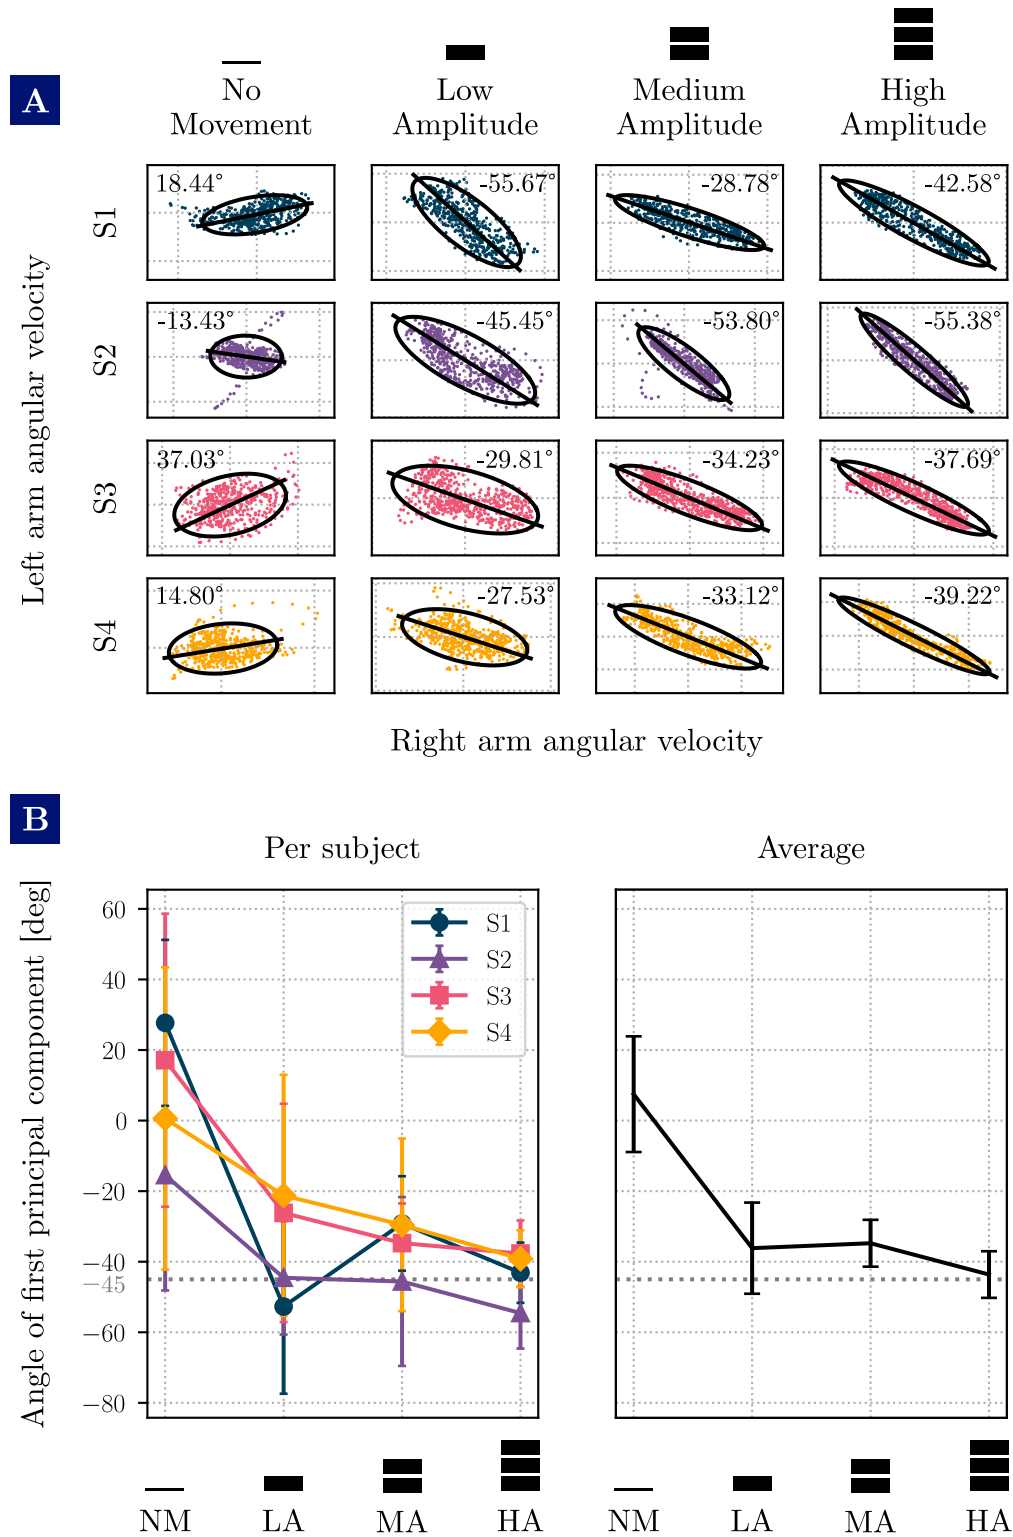 A
No
Movement
Low
Amplitude
Medium
Amplitude
High
Amplitude
Left arm angular velocity
S1
18.44°
-55.67°
-28.78°
-42.58°
S2
-13.43°
-45.45°
-53.80°
-55.38°
S3
37.03°
-29.81°
-34.23°
-37.69°
S4
14.80°
-27.53°
-33.12°
-39.22°
Right arm angular velocity
B
Per subject
Average
Angle of first principal component [deg]
60
40
20
0
−20
−40
−45
−60
−80
S1
S2
S3
S4
NM
LA
MA
HA
NM
LA
MA
HA